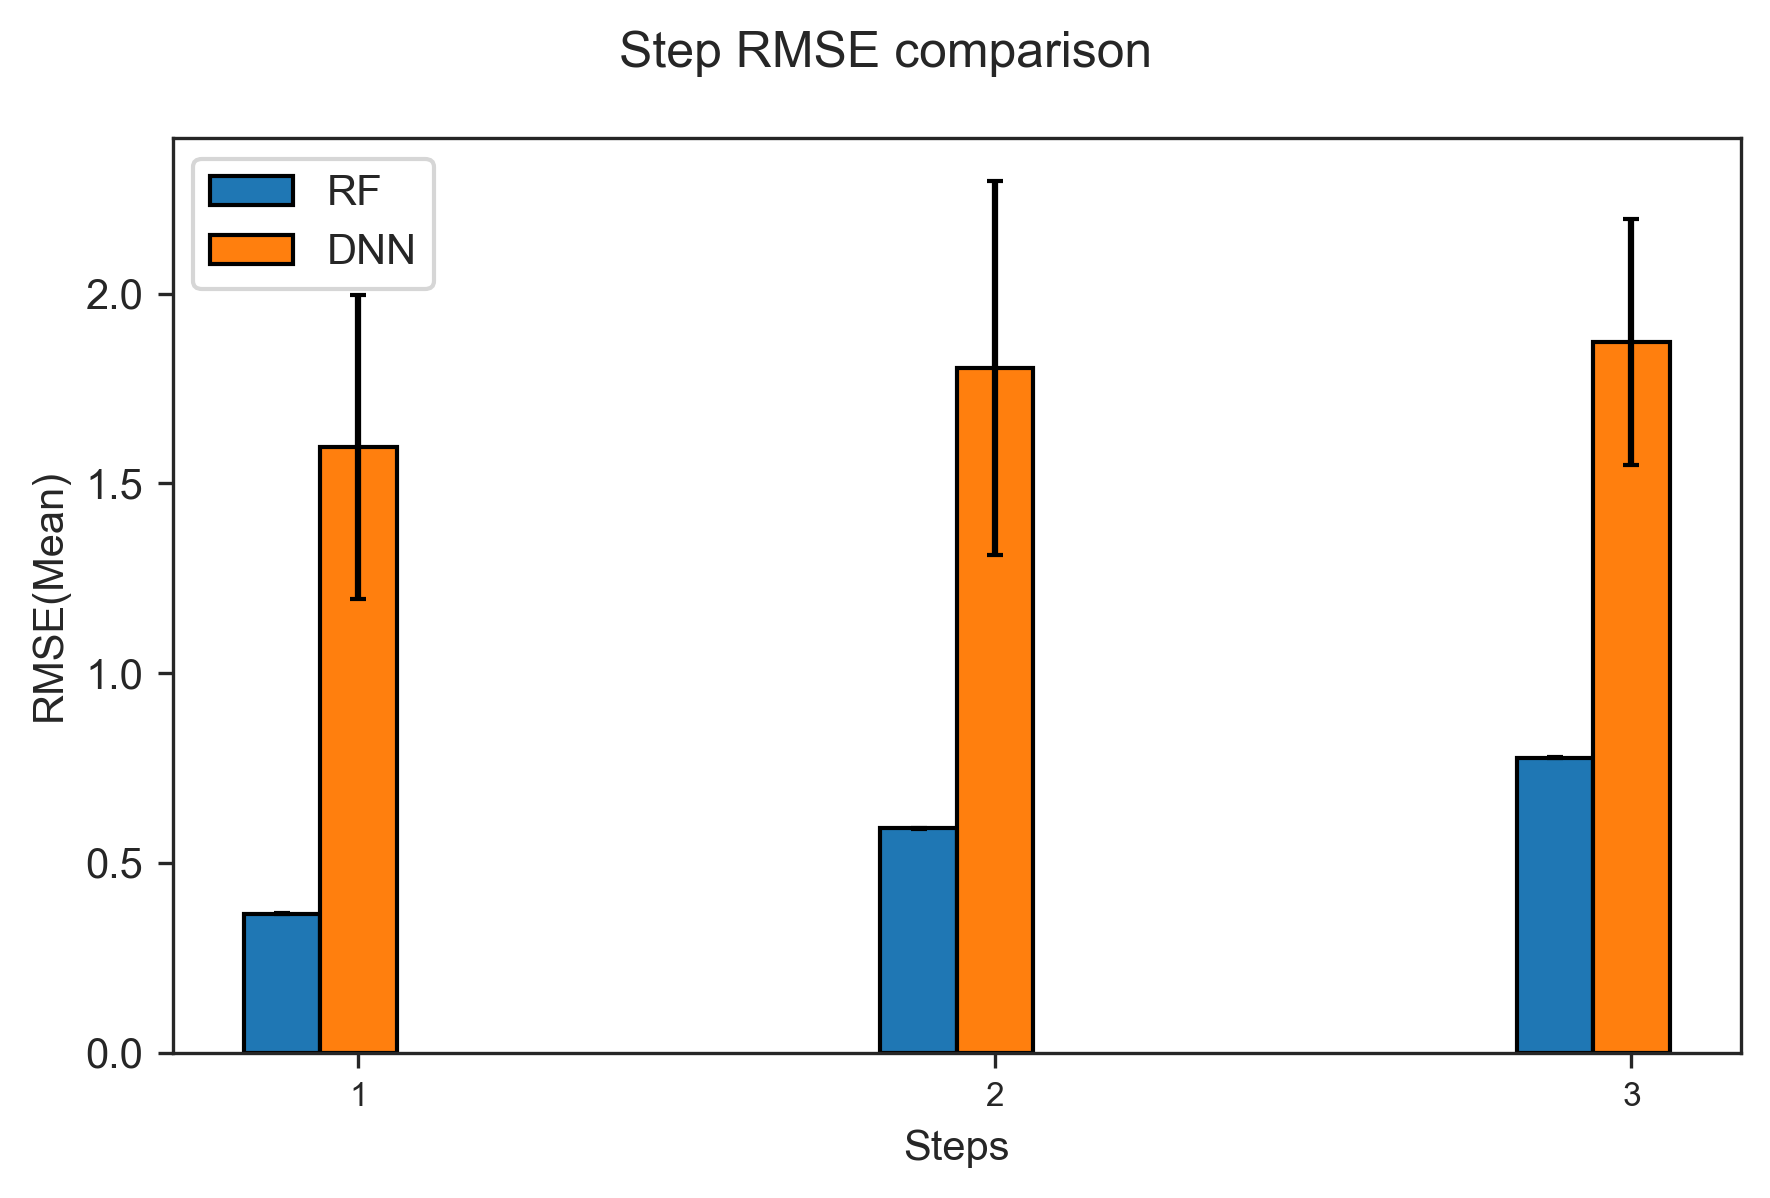 Step RMSE comparison
RF
DNN
2.0
1.5
1.0
0.5
0.0
RMSE(Mean)
1 2 3
Steps